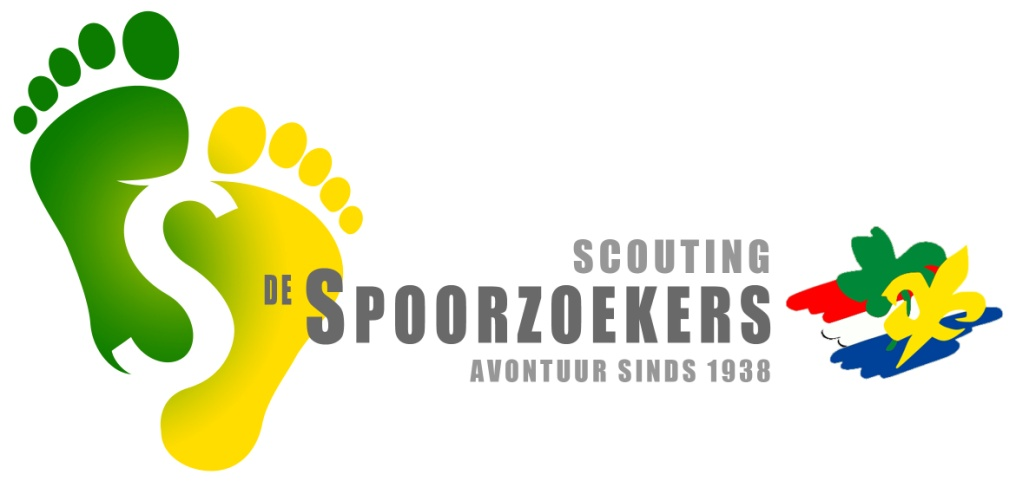 SCOUTING
DE SPOORZOEKERS
AVONTUUR SINDS 1938